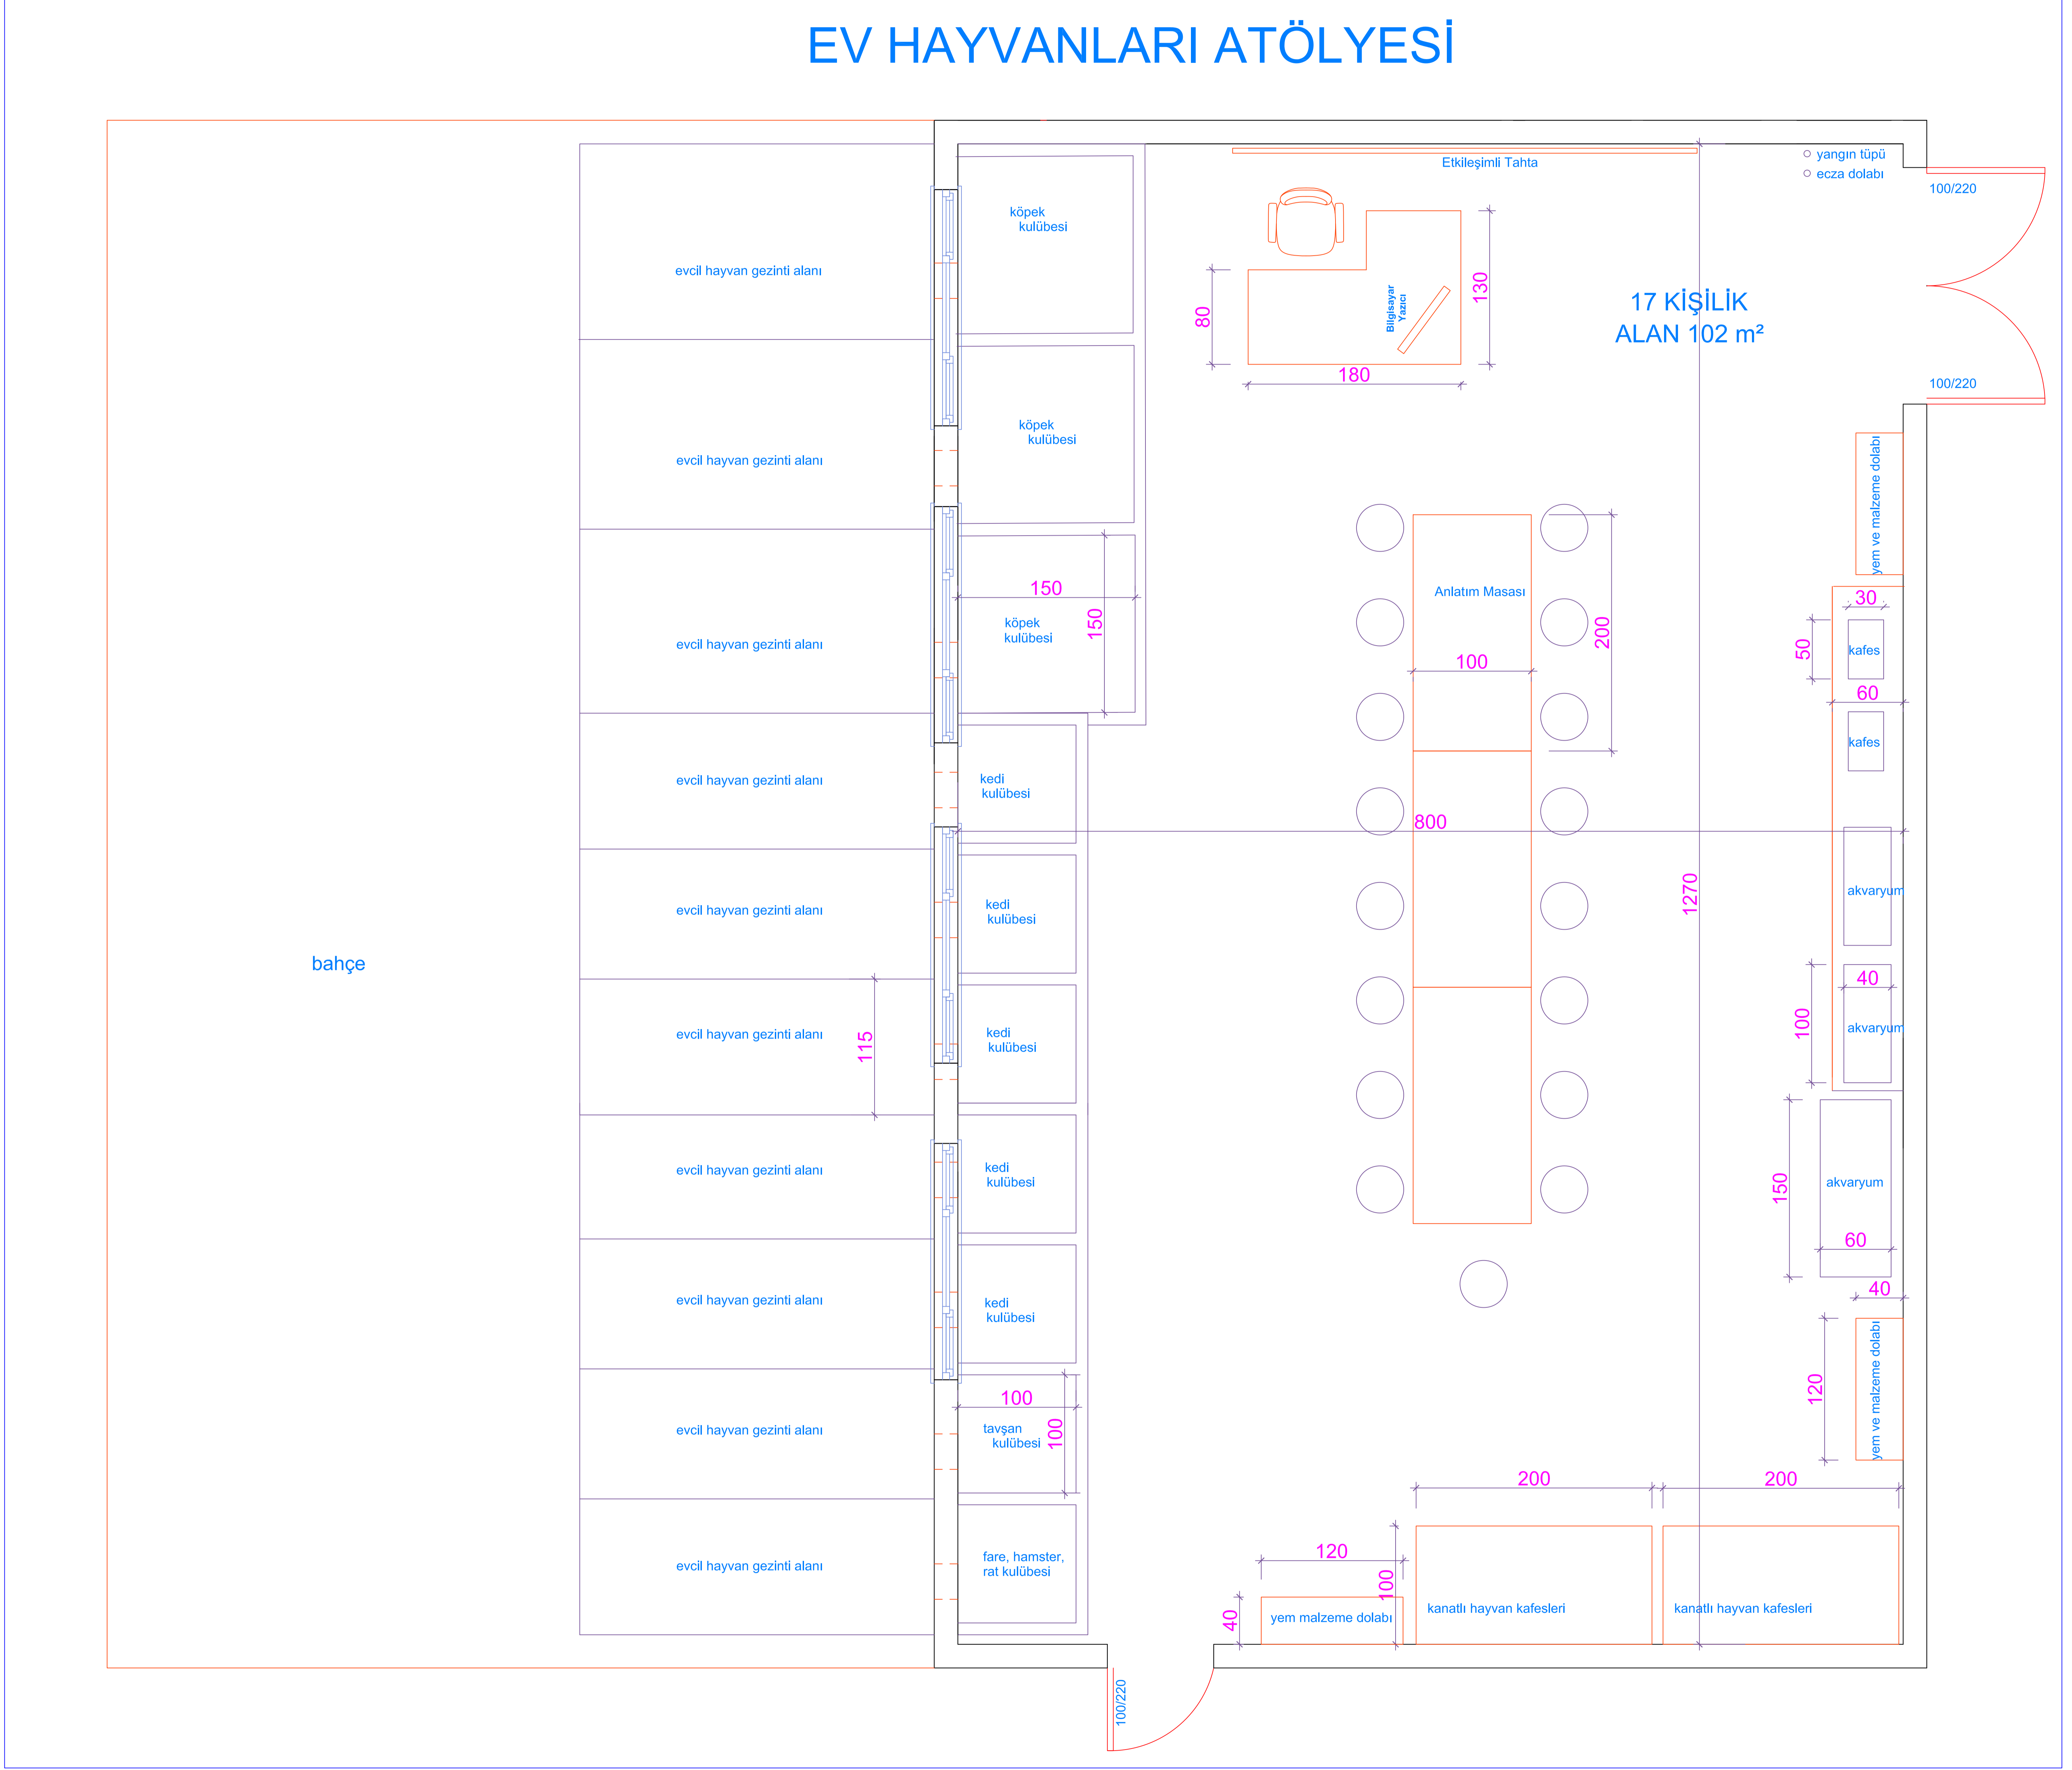 EV HAYVANLARI ATÖLYESİ
Etkileşimli Tahta
yangın tüpü
ecza dolabı
100/220
köpek
kulübesi
evcil hayvan gezinti alanı
Bilgisayar
Yazıcı
130
80
180
17 KİŞİLİK
ALAN 102 m²
100/220
köpek
kulübesi
evcil hayvan gezinti alanı
yem ve malzeme dolabı
Anlatım Masası
150
150
köpek
kulübesi
evcil hayvan gezinti alanı
200
100
30
50
kafes
60
kafes
kedi
kulübesi
evcil hayvan gezinti alanı
800
1270
akvaryum
kedi
kulübesi
evcil hayvan gezinti alanı
bahçe
40
100
akvaryum
kedi
kulübesi
evcil hayvan gezinti alanı
115
kedi
kulübesi
evcil hayvan gezinti alanı
150
akvaryum
60
40
kedi
kulübesi
evcil hayvan gezinti alanı
120
yem ve malzeme dolabı
100
100
tavşan
kulübesi
evcil hayvan gezinti alanı
200
200
fare, hamster,
rat kulübesi
evcil hayvan gezinti alanı
120
100
40
yem malzeme dolabı
kanatlı hayvan kafesleri
kanatlı hayvan kafesleri
100/220